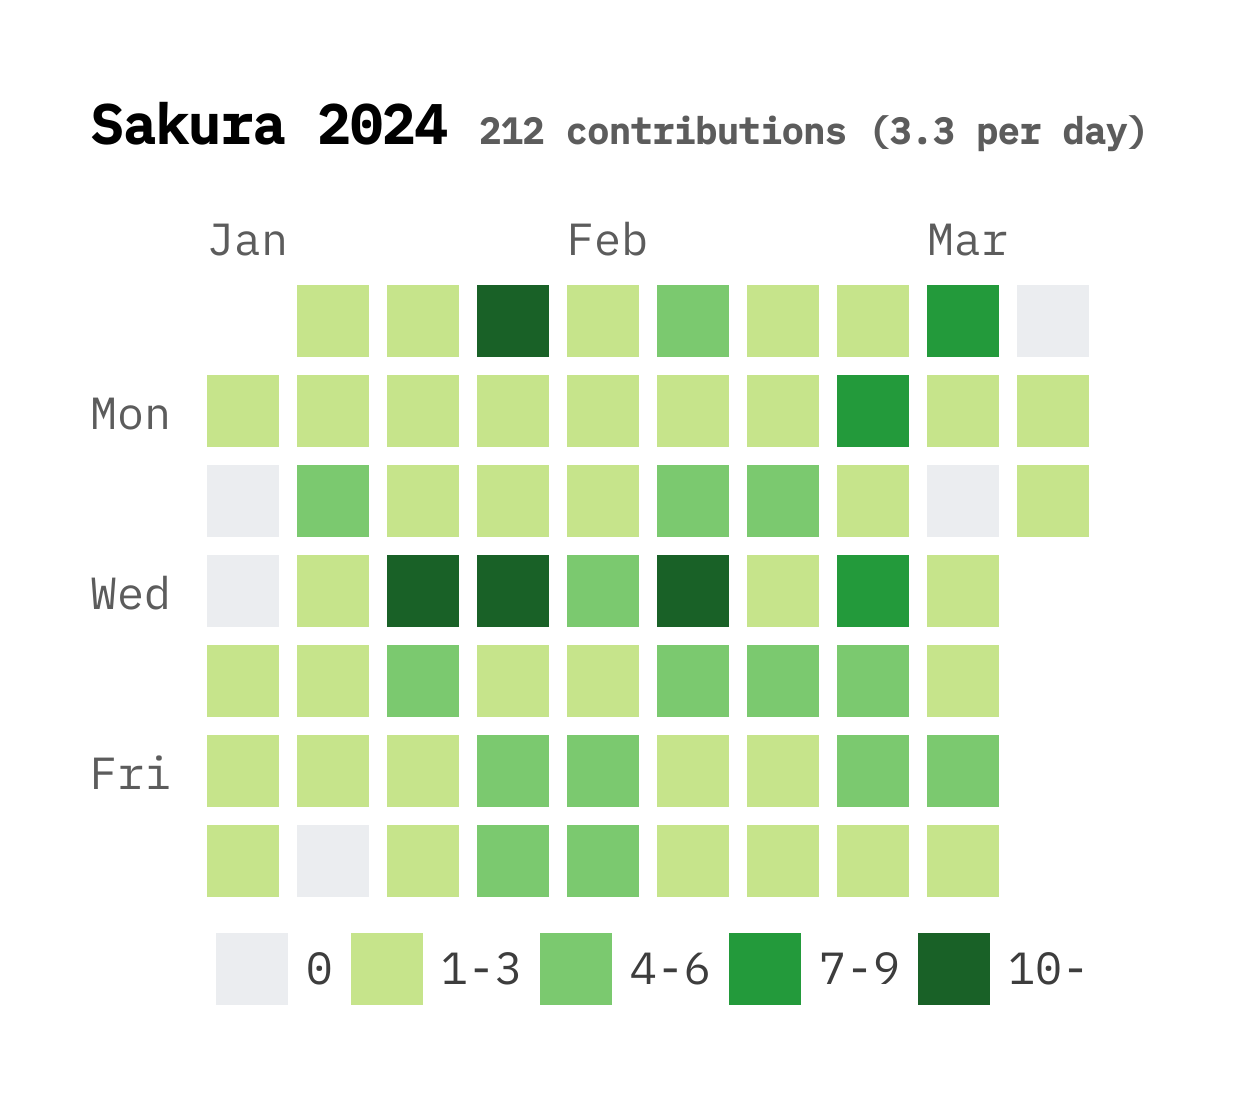 Sakura 2024 212 contributions (3.3 per day)
Jan Feb Mar
Mon
Wed
Fri
0 1-3 4-6 7-9 10-